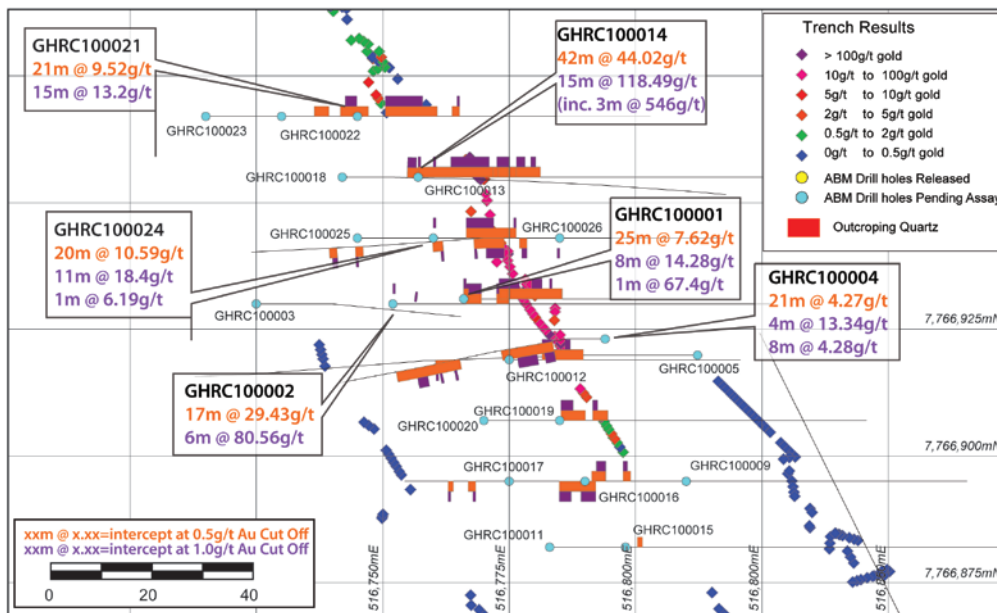 GHRC100021
21m @ 9.52g/t
15m @ 13.2g/t
GHRC100014
42m @ 44.02g/t
15m @ 118.49g/t
(inc. 3m @ 546g/t)
Trench Results
> 100g/t gold
10g/t to 100g/t gold
5g/t to 10g/t gold
2g/t to 5g/t gold
0.5g/t to 2g/t gold
0g/t to 0.5g/t gold
ABM Drill holes Released
ABM Drill holes Pending Assay
Outcroping Quartz
GHRC100023
GHRC100022
GHRC100018
GHRC100013
GHRC100024
20m @ 10.59g/t
11m @ 18.4g/t
1m @ 6.19g/t
GHRC100025
GHRC100026
GHRC100001
25m @ 7.62g/t
8m @ 14.28g/t
1m @ 67.4g/t
GHRC100004
21m @ 4.27g/t
4m @ 13.34g/t
8m @ 4.28g/t
GHRC100003
7,766,925mN
GHRC100002
17m @ 29.43g/t
6m @ 80.56g/t
GHRC100012
GHRC100005
GHRC100019
GHRC100020
7,766,900mN
GHRC100017
GHRC100009
GHRC100016
GHRC100011
GHRC100015
xxm @ x.xx=intercept at 0.5g/t Au Cut Off
xxm @ x.xx=intercept at 1.0g/t Au Cut Off
0 20 40
516,750mE
516,775mE
516,800mE
516,800mE
7,766,875mN